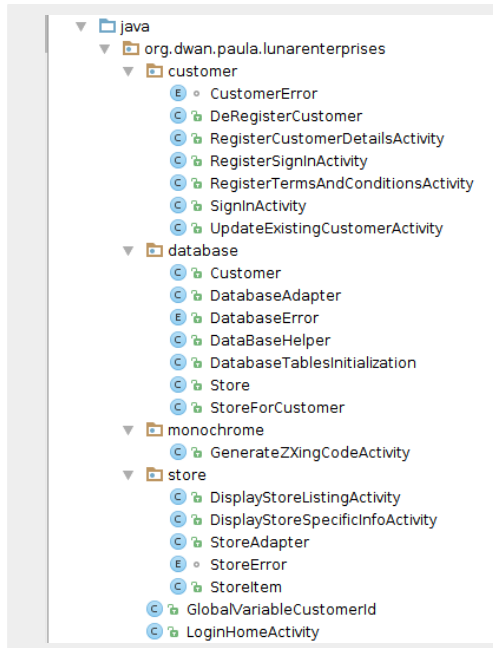 java
org.dwan.paula.lunarenterprises
customer
E CustomerError
C DeRegisterCustomer
C RegisterCustomerDetailsActivity
C RegisterSignInActivity
C RegisterTermsAndConditionsActivity
C SignInActivity
C UpdateExistingCustomerActivity
database
C Customer
C DatabaseAdapter
E DatabaseError
C DataBaseHelper
C DatabaseTablesInitialization
C Store
C StoreForCustomer
monochrome
C GenerateZXingCodeActivity
store
C DisplayStoreListingActivity
C DisplayStoreSpecificInfoActivity
C StoreAdapter
E StoreError
C StoreItem
C GlobalVariableCustomerId
C LoginHomeActivity